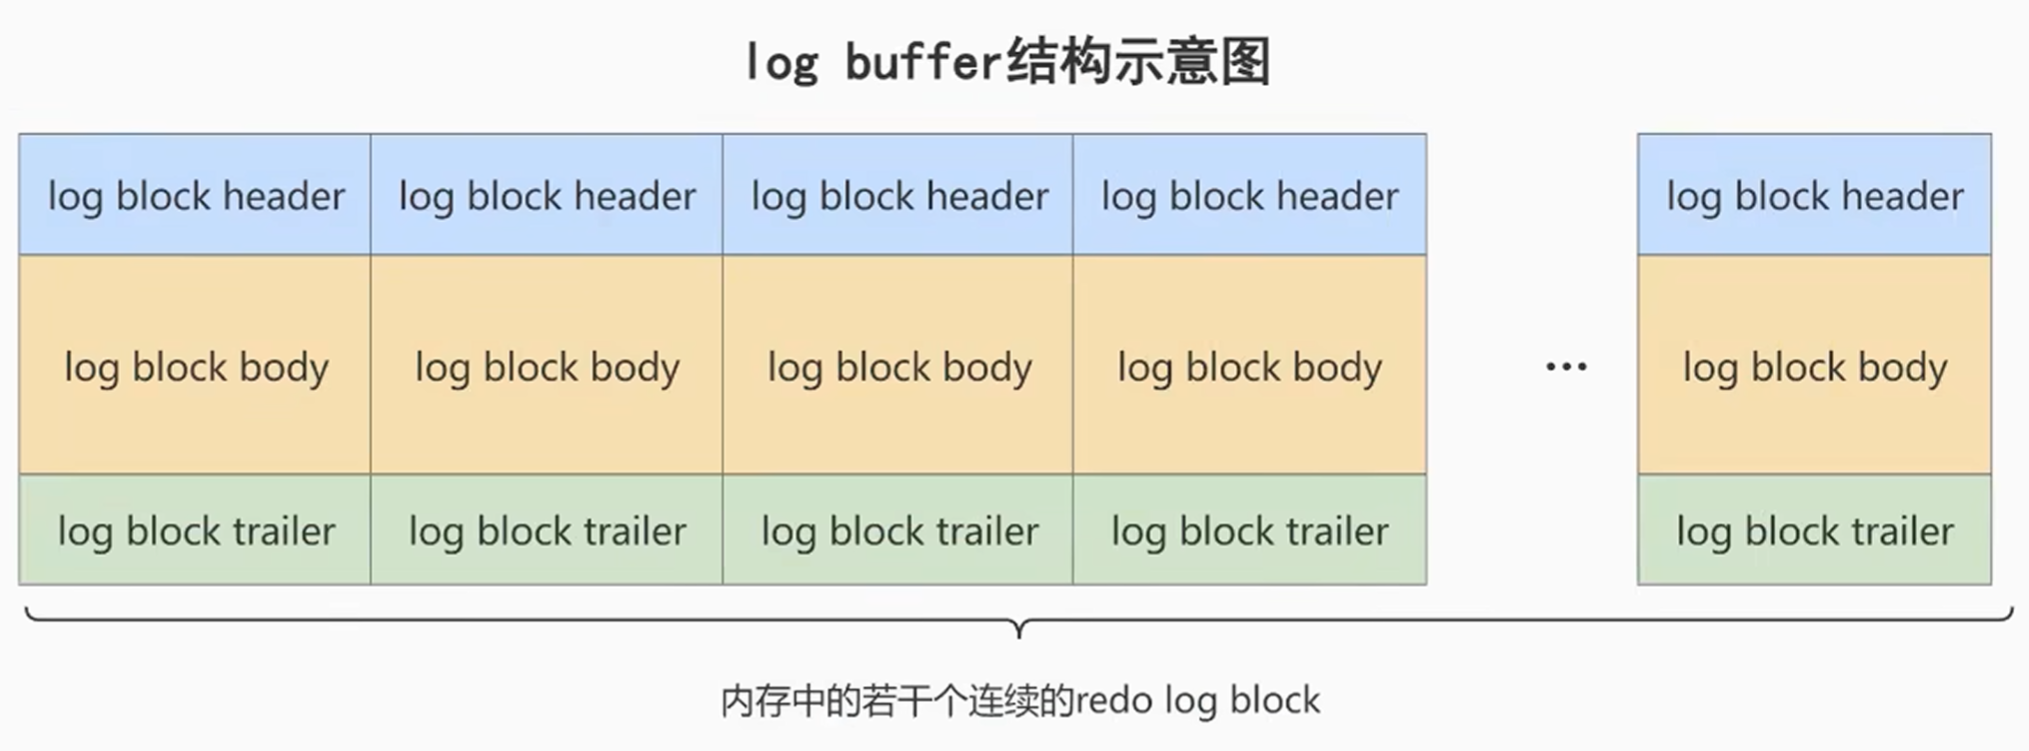 log buffer结构示意图
log block header log block header log block header log block header log block header
log block body log block body log block body log block body ... log block body
log block trailer log block trailer log block trailer log block trailer log block trailer
内存中的若干个连续的redo log block